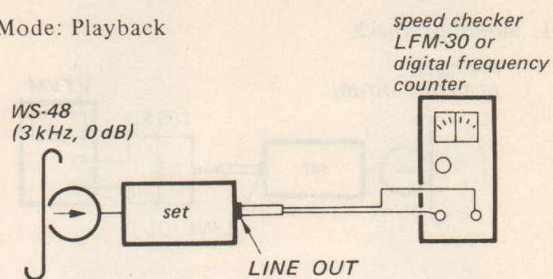 Mode: Playback
speed checker
LFM-30 or
digital frequency
counter
WS-48
(3 kHz, 0 dB)
set
LINE OUT